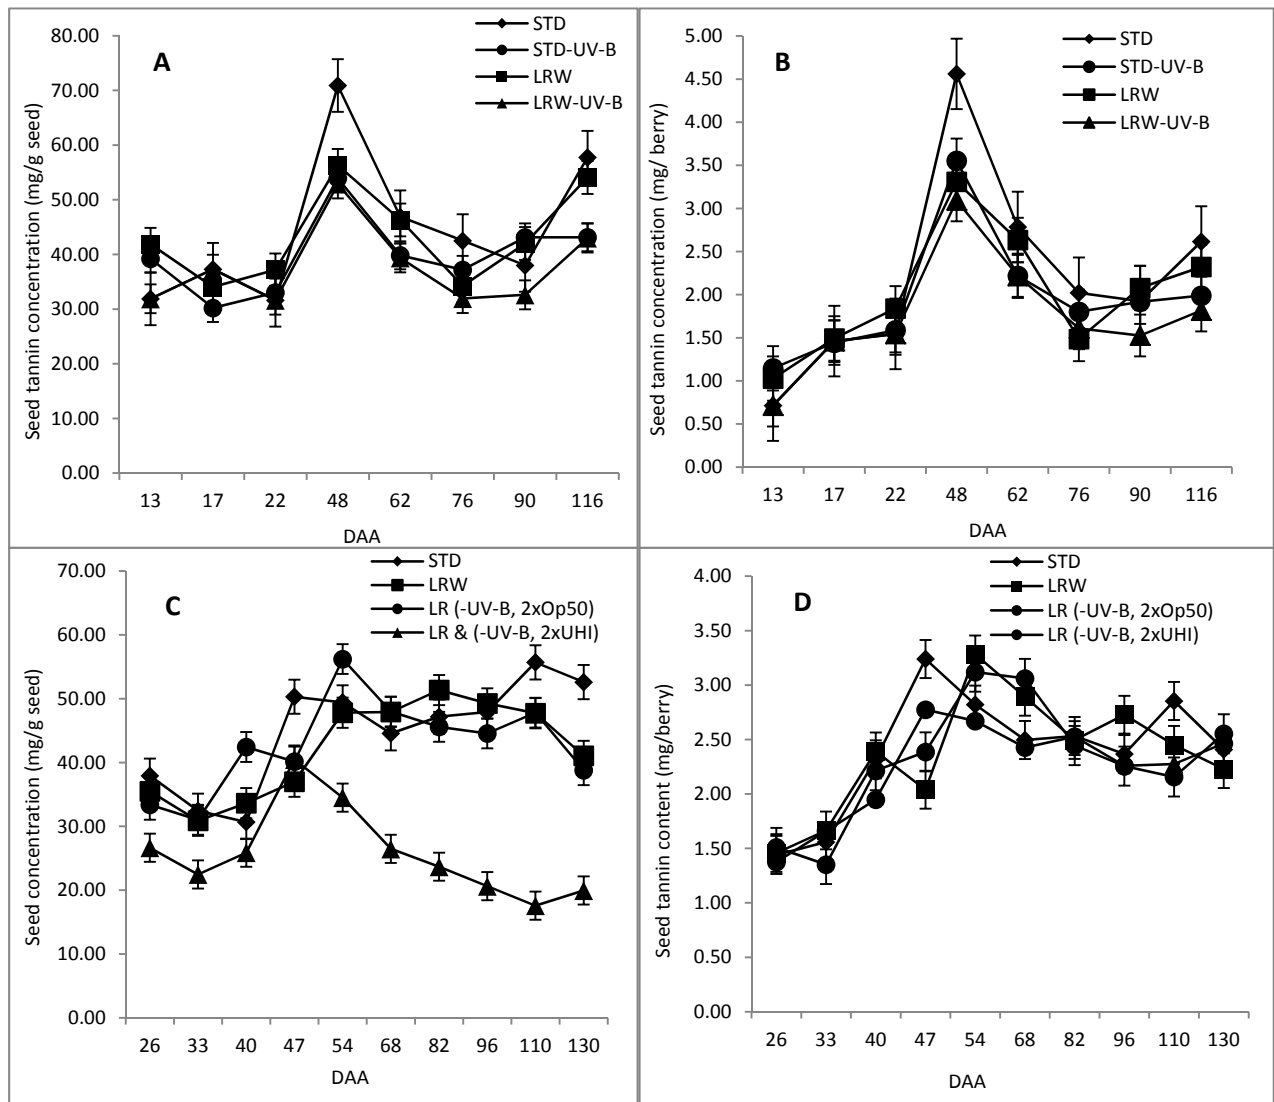 A
STD
STD-UV-B
LRW
LRW-UV-B
Seed tannin concentration (mg/g seed)
80.00
70.00
60.00
50.00
40.00
30.00
20.00
10.00
0.00
13 17 22 48 62 76 90 116
DAA
B
STD
STD-UV-B
LRW
LRW-UV-B
Seed tannin concentration (mg/ berry)
5.00
4.50
4.00
3.50
3.00
2.50
2.00
1.50
1.00
0.50
0.00
13 17 22 48 62 76 90 116
DAA
C
STD
LRW
LR (-UV-B, 2xOp50)
LR & (-UV-B, 2xUHI)
Seed concentration (mg/g seed)
70.00
60.00
50.00
40.00
30.00
20.00
10.00
0.00
26 33 40 47 54 68 82 96 110 130
DAA
D
STD
LRW
LR (-UV-B, 2xOp50)
LR (-UV-B, 2xUHI)
Seed tannin content (mg/berry)
4.00
3.50
3.00
2.50
2.00
1.50
1.00
0.50
0.00
26 33 40 47 54 68 82 96 110 130
DAA